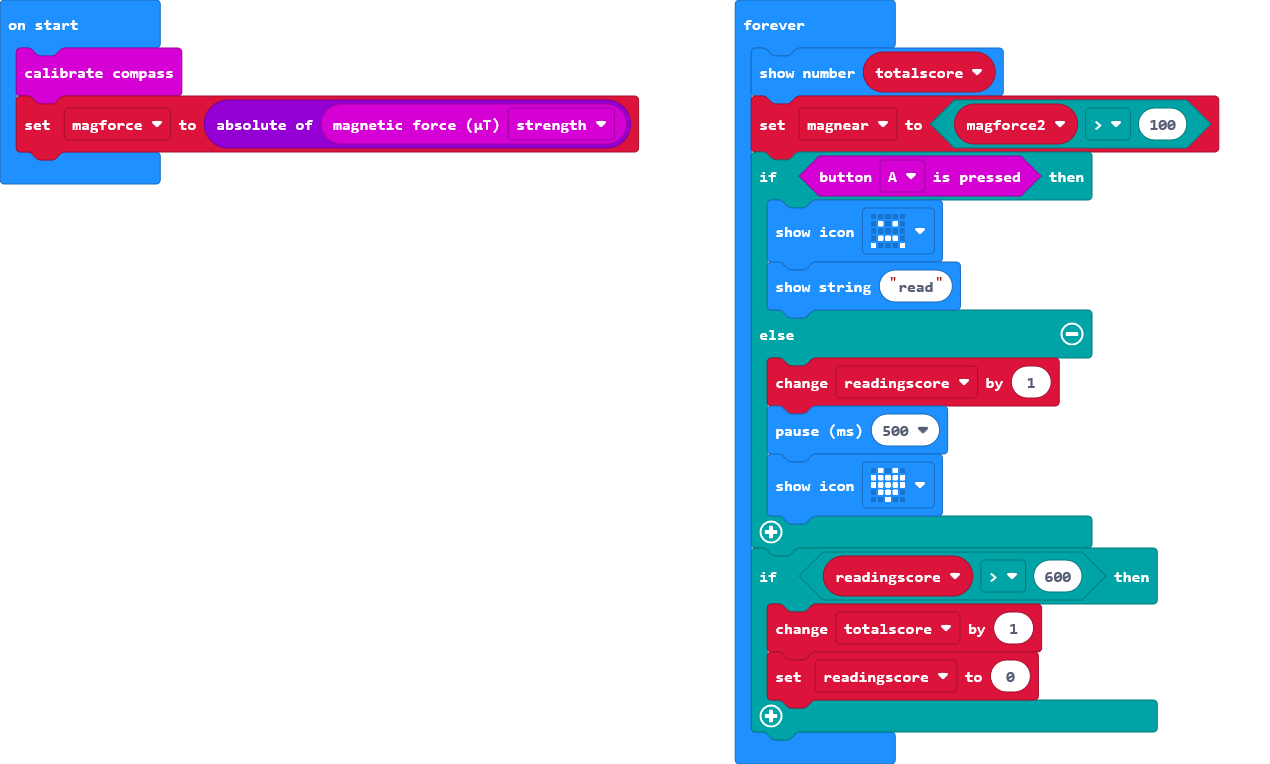 on start
calibrate compass
set magforce to absolute of magnetic force (µT) strength
forever
show number totalscore
set magnear to magforce2 > 100
if button A is pressed then
show icon
show string "read"
else
change readingscore by 1
pause (ms) 500
show icon
if readingscore > 600 then
change totalscore by 1
set readingscore to 0